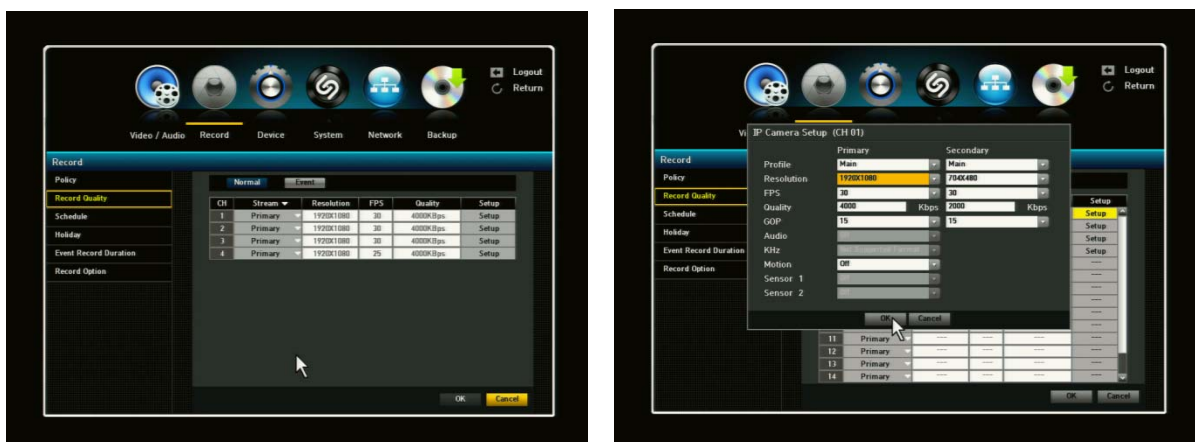 Logout
Return
Video / Audio Record Device System Network Backup
Record
Policy
Record Quality
Schedule
Holiday
Event Record Duration
Record Option
Normal Event
CH Stream Resolution FPS Quality Setup
1 Primary 1920X1080 30 4000KBps Setup
2 Primary 1920X1080 30 4000KBps Setup
3 Primary 1920X1080 30 4000KBps Setup
4 Primary 1920X1080 25 4000KBps Setup
OK Cancel
Logout
Return
Vi
IP Camera Setup (CH 01)
Record
Policy
Record Quality
Schedule
Holiday
Event Record Duration
Record Option
Primary Secondary
Profile Main Main
Resolution 1920X1080 704X480
FPS 30 30
Quality 4000 Kbps 2000 Kbps
GOP 15 15
Audio
KHz
Motion Off
Sensor 1
Sensor 2
OK Cancel
Setup
Setup
Setup
Setup
Setup
----
----
----
----
----
----
11 Primary ---- ---- ---- ----
12 Primary ---- ---- ---- ----
13 Primary ---- ---- ---- ----
14 Primary ---- ---- ---- ----
OK Cancel